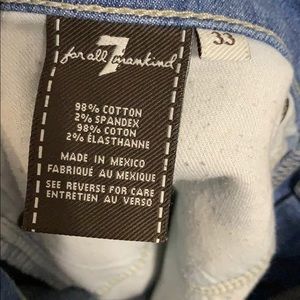 7
for all mankind
33
98% COTTON
2% SPANDEX
98% COTON
2% ÉLASTHANNE
MADE IN MEXICO
FABRIQUÉ AU MEXIQUE
SEE REVERSE FOR CARE
ENTRETIEN AU VERSO